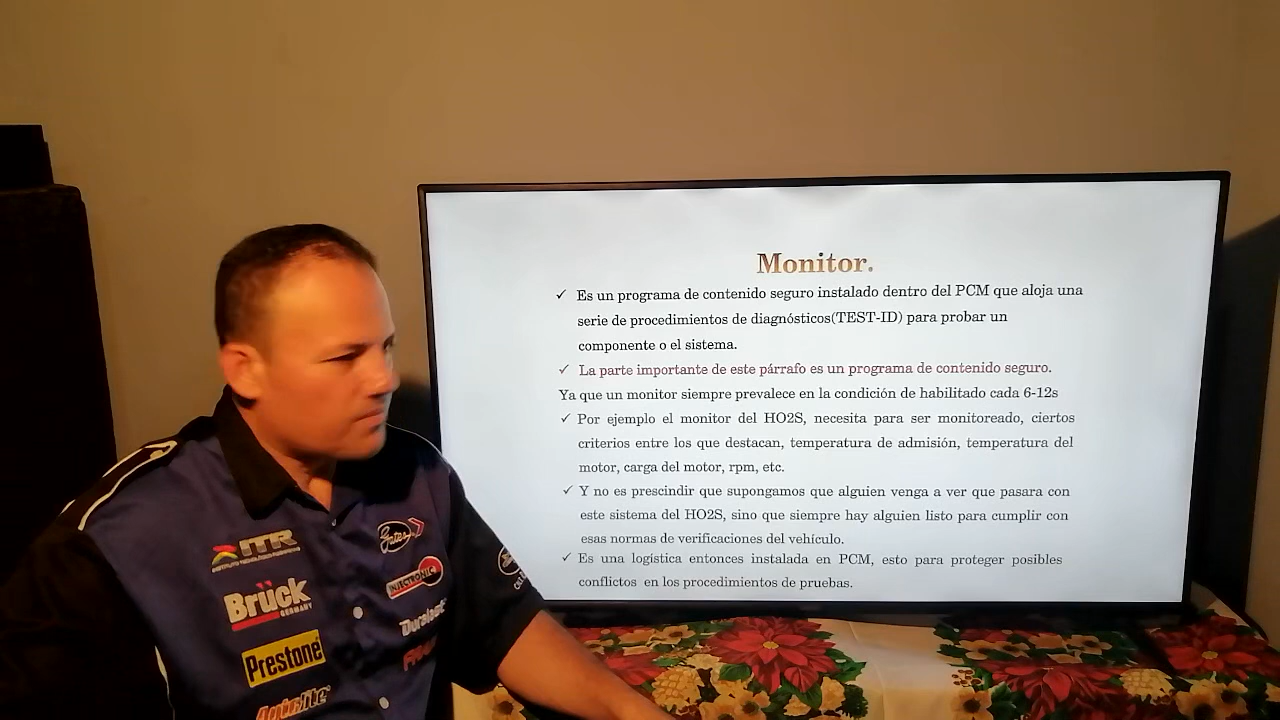 Monitor.
✓ Es un programa de contenido seguro instalado dentro del PCM que aloja una
serie de procedimientos de diagnósticos(TEST-ID) para probar un
componente o el sistema.
✓ La parte importante de este párrafo es un programa de contenido seguro.
Ya que un monitor siempre prevalece en la condición de habilitado cada 6-12s
✓ Por ejemplo el monitor del HO2S, necesita para ser monitoreado, ciertos
criterios entre los que destacan, temperatura de admisión, temperatura del
motor, carga del motor, rpm, etc.
✓ Y no es prescindir que supongamos que alguien venga a ver que pasara con
este sistema del HO2S, sino que siempre hay alguien listo para cumplir con
esas normas de verificaciones del vehículo.
✓ Es una logística entonces instalada en PCM, esto para proteger posibles
conflictos en los procedimientos de pruebas.
ITR
Brück
GERMANY
Prestone
Autolite
Gates
INJECTRONIC
Duralast